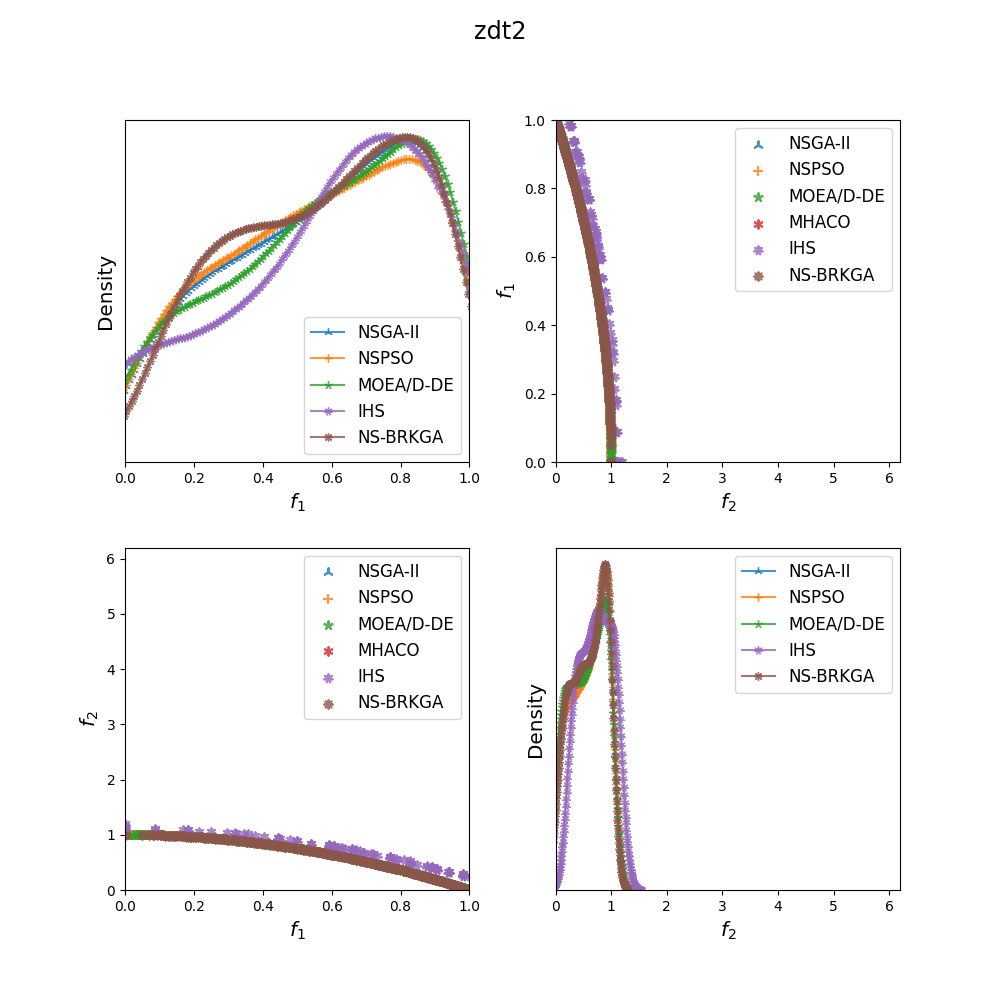 zdt2
Density
0.0 0.2 0.4 0.6 0.8 1.0
f1
NSGA-II
NSPSO
MOEA/D-DE
IHS
NS-BRKGA
f1
1.0
0.8
0.6
0.4
0.2
0.0
0 1 2 3 4 5 6
f2
NSGA-II
NSPSO
MOEA/D-DE
MHACO
IHS
NS-BRKGA
f2
6
5
4
3
2
1
0
0.0 0.2 0.4 0.6 0.8 1.0
f1
NSGA-II
NSPSO
MOEA/D-DE
MHACO
IHS
NS-BRKGA
Density
0 1 2 3 4 5 6
f2
NSGA-II
NSPSO
MOEA/D-DE
IHS
NS-BRKGA